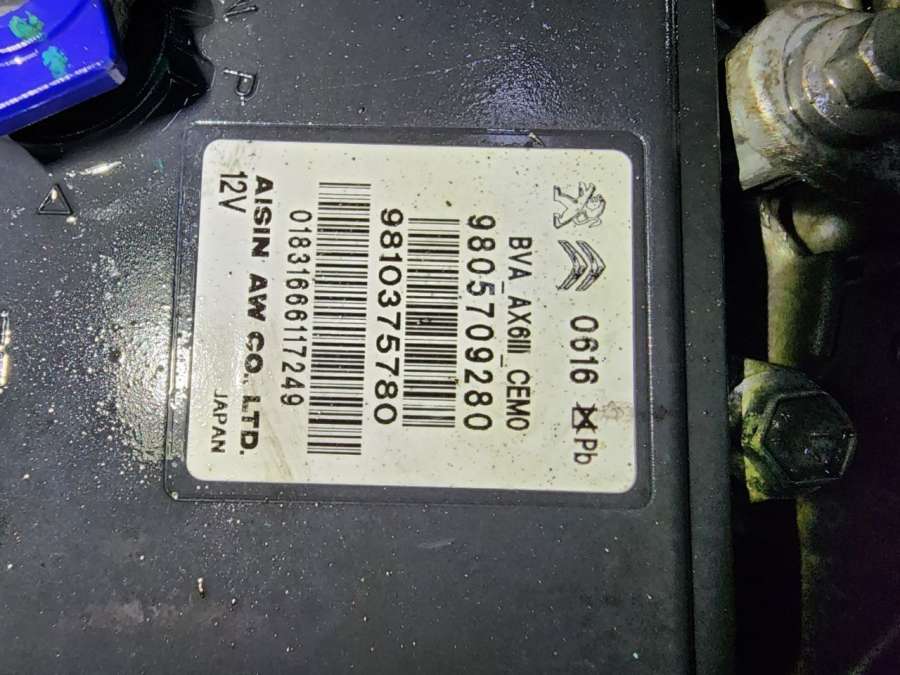 0616 Pb
BVA_AX6III_CEM0
9805709280
9810375780
01831666117249
AISIN AW CO., LTD.
12V JAPAN
N
P